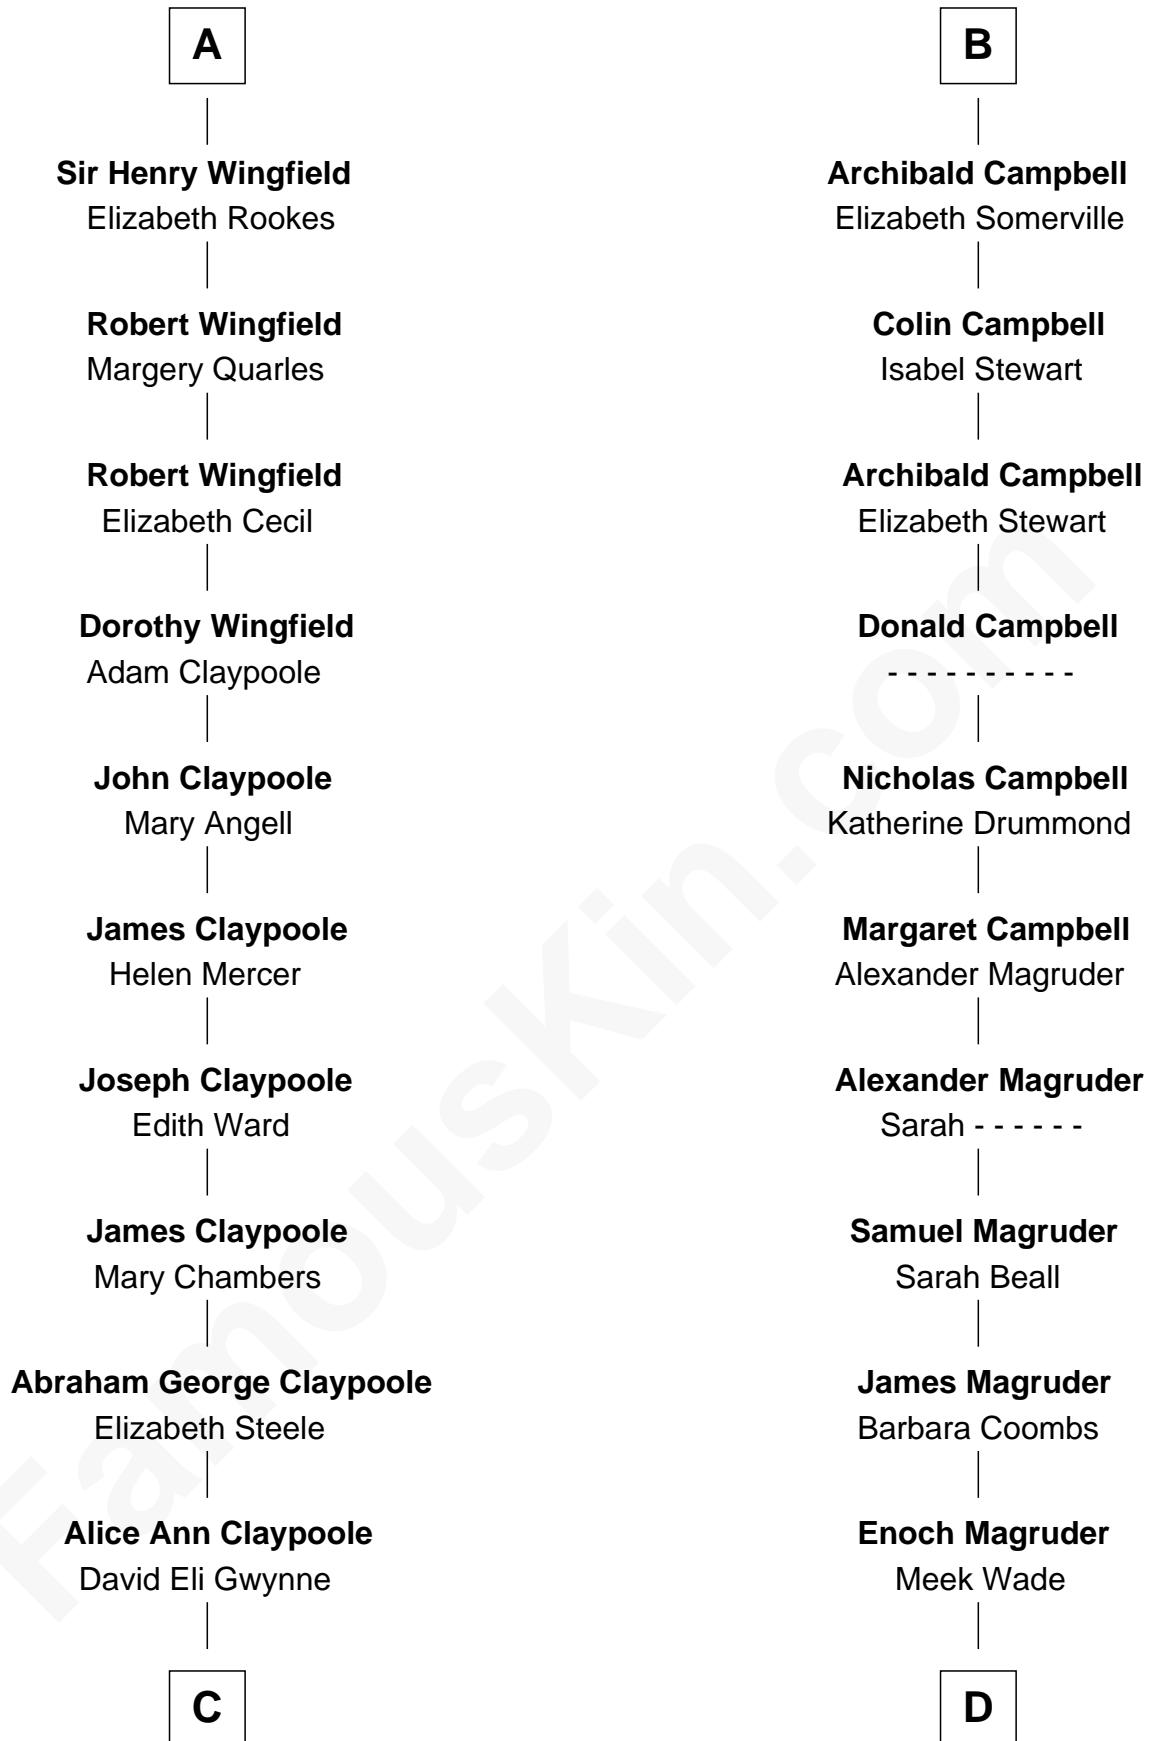 A
Sir Henry Wingfield
Elizabeth Rookes
Robert Wingfield
Margery Quarles
Robert Wingfield
Elizabeth Cecil
Dorothy Wingfield
Adam Claypoole
John Claypoole
Mary Angell
James Claypoole
Helen Mercer
Joseph Claypoole
Edith Ward
James Claypoole
Mary Chambers
Abraham George Claypoole
Elizabeth Steele
Alice Ann Claypoole
David Eli Gwynne
C
B
Archibald Campbell
Elizabeth Somerville
Colin Campbell
Isabel Stewart
Archibald Campbell
Elizabeth Stewart
Donald Campbell
- - - - - - - - - -
Nicholas Campbell
Katherine Drummond
Margaret Campbell
Alexander Magruder
Alexander Magruder
Sarah - - - - - -
Samuel Magruder
Sarah Beall
James Magruder
Barbara Coombs
Enoch Magruder
Meek Wade
D
FamousKin.com